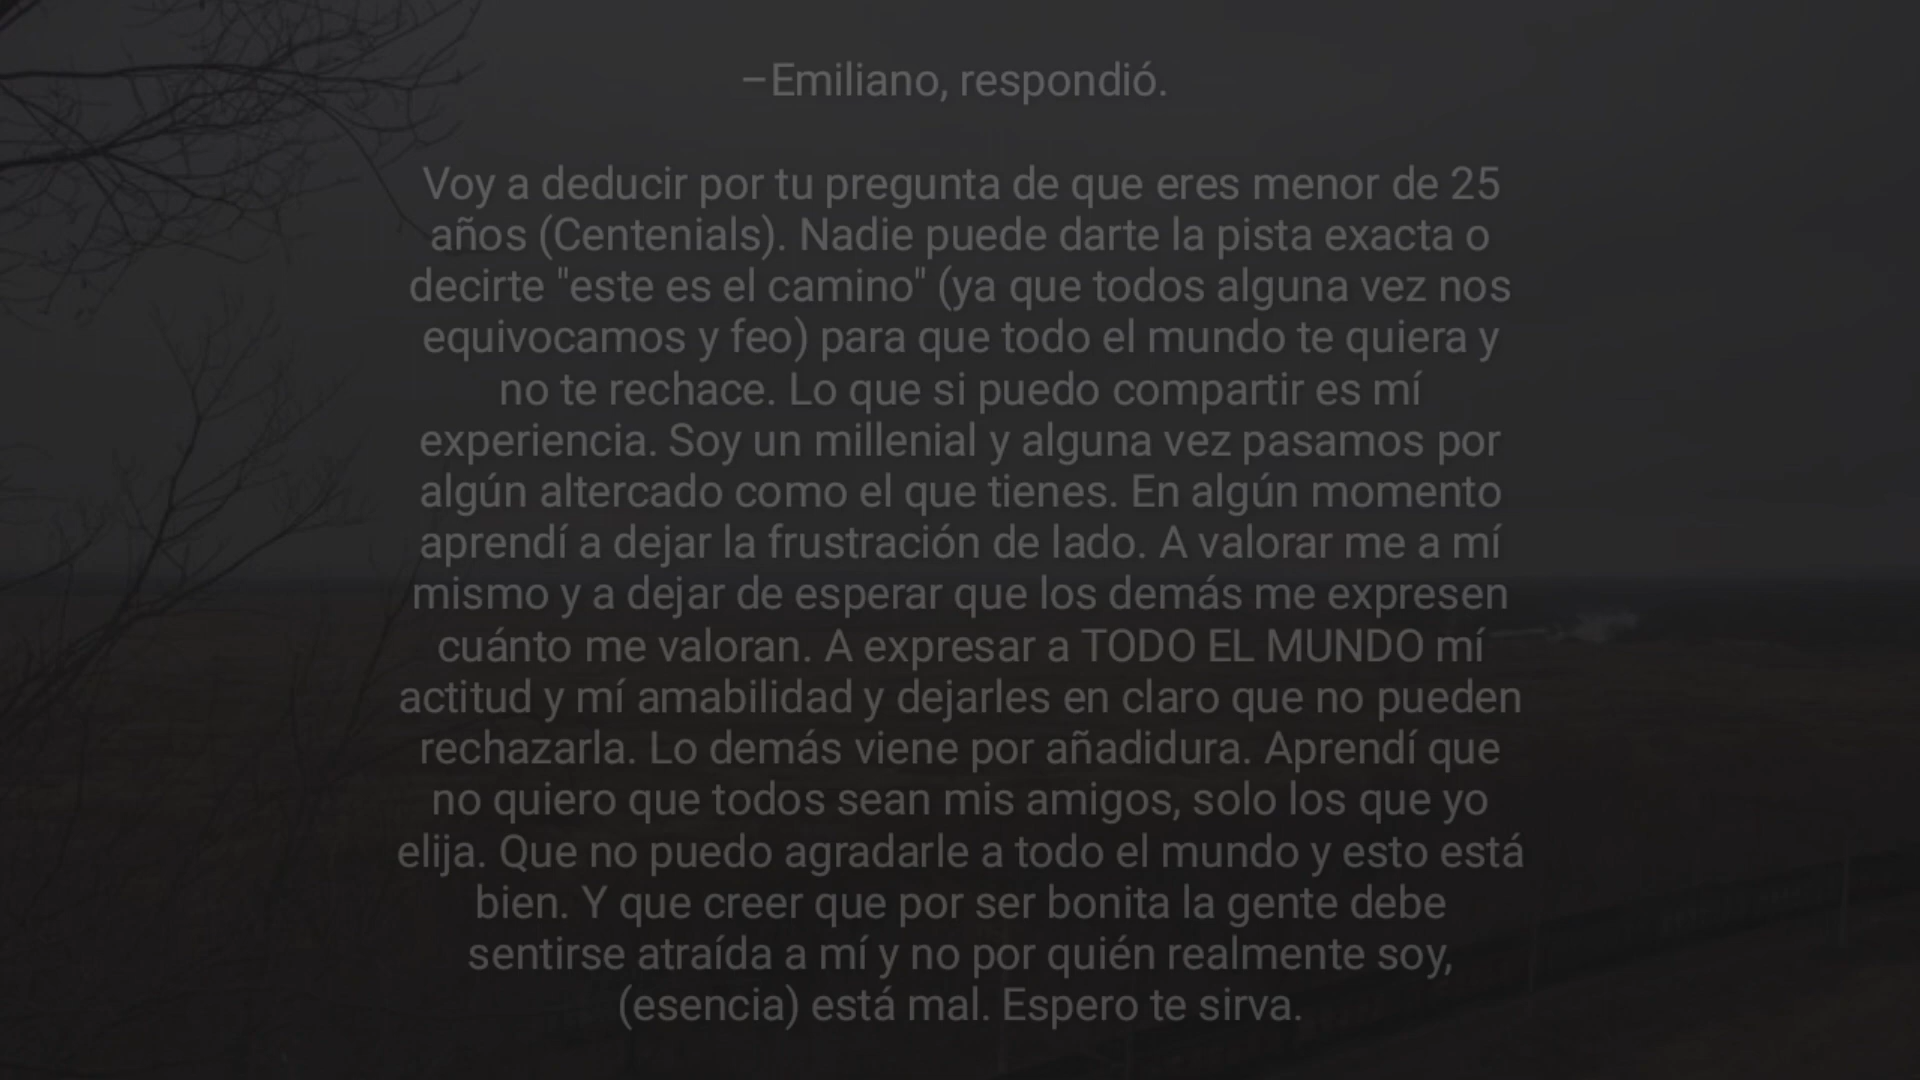 –Emiliano, respondió.
Voy a deducir por tu pregunta de que eres menor de 25
años (Centenials). Nadie puede darte la pista exacta o
decirte "este es el camino" (ya que todos alguna vez nos
equivocamos y feo) para que todo el mundo te quiera y
no te rechace. Lo que si puedo compartir es mí
experiencia. Soy un millenial y alguna vez pasamos por
algún altercado como el que tienes. En algún momento
aprendí a dejar la frustración de lado. A valorar me a mí
mismo y a dejar de esperar que los demás me expresen
cuánto me valoran. A expresar a TODO EL MUNDO mí
actitud y mí amabilidad y dejarles en claro que no pueden
rechazarla. Lo demás viene por añadidura. Aprendí que
no quiero que todos sean mis amigos, solo los que yo
elija. Que no puedo agradarle a todo el mundo y esto está
bien. Y que creer que por ser bonita la gente debe
sentirse atraída a mí y no por quién realmente soy,
(esencia) está mal. Espero te sirva.